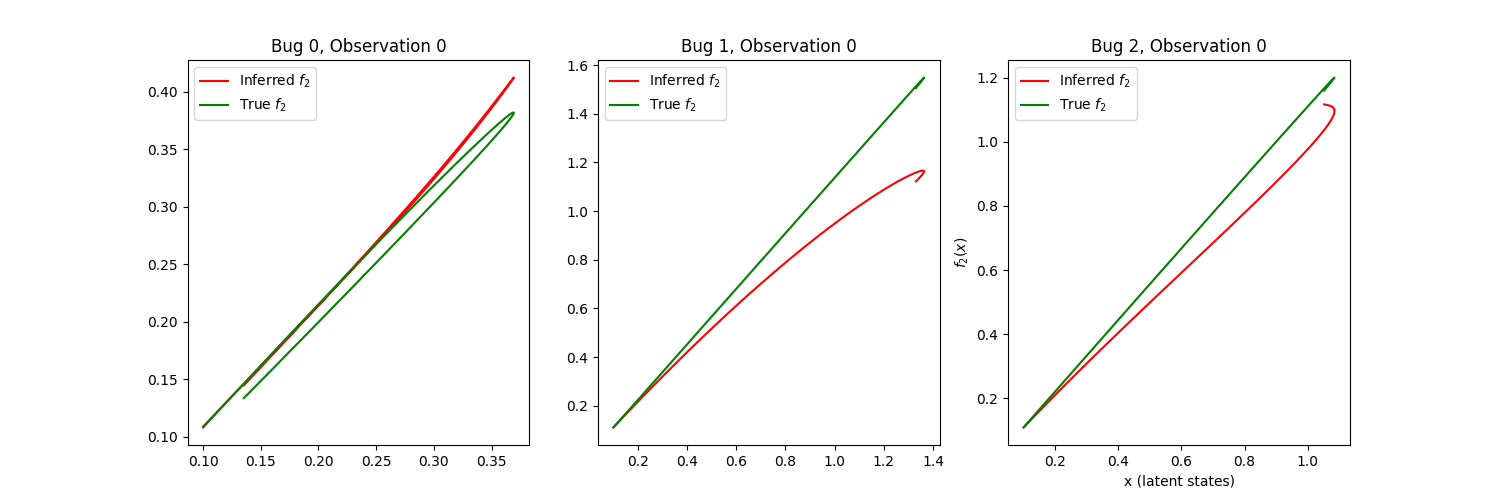 Bug 0, Observation 0
Inferred f₂
True f₂
0.40
0.35
0.30
0.25
0.20
0.15
0.10
0.10 0.15 0.20 0.25 0.30 0.35
Bug 1, Observation 0
Inferred f₂
True f₂
1.6
1.4
1.2
1.0
0.8
0.6
0.4
0.2
0.2 0.4 0.6 0.8 1.0 1.2 1.4
Bug 2, Observation 0
Inferred f₂
True f₂
1.2
1.0
0.8
0.6
0.4
0.2
f₂(x)
0.2 0.4 0.6 0.8 1.0
x (latent states)